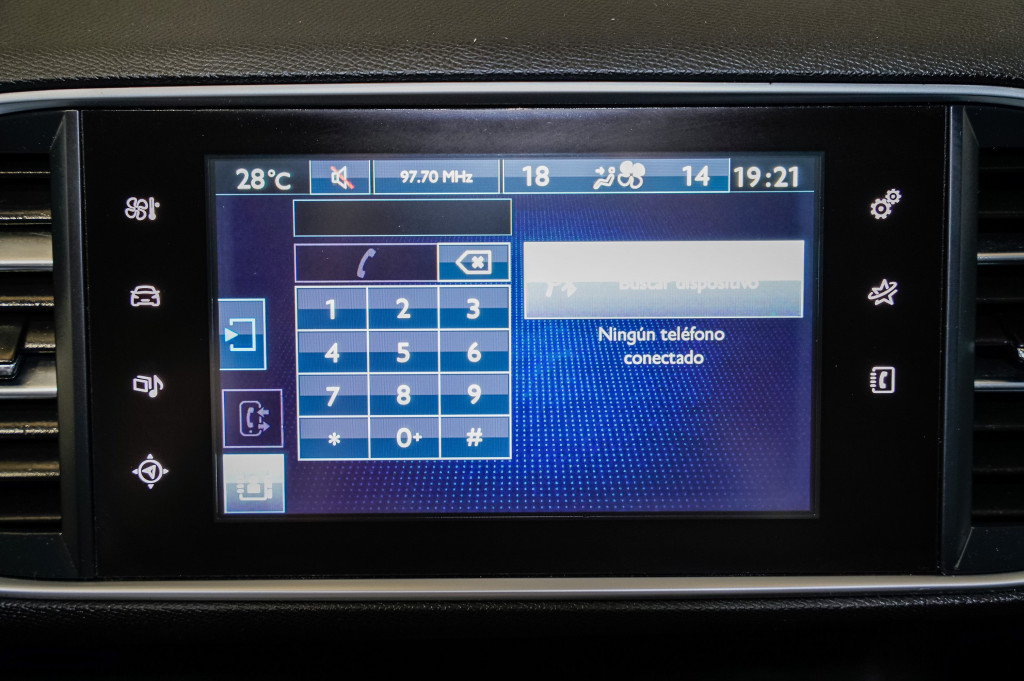 28°C
97.70 MHz
18
14
19:21
1 2 3
4 5 6
7 8 9
* 0+ #
Buscar dispositivo
Ningún teléfono
conectado